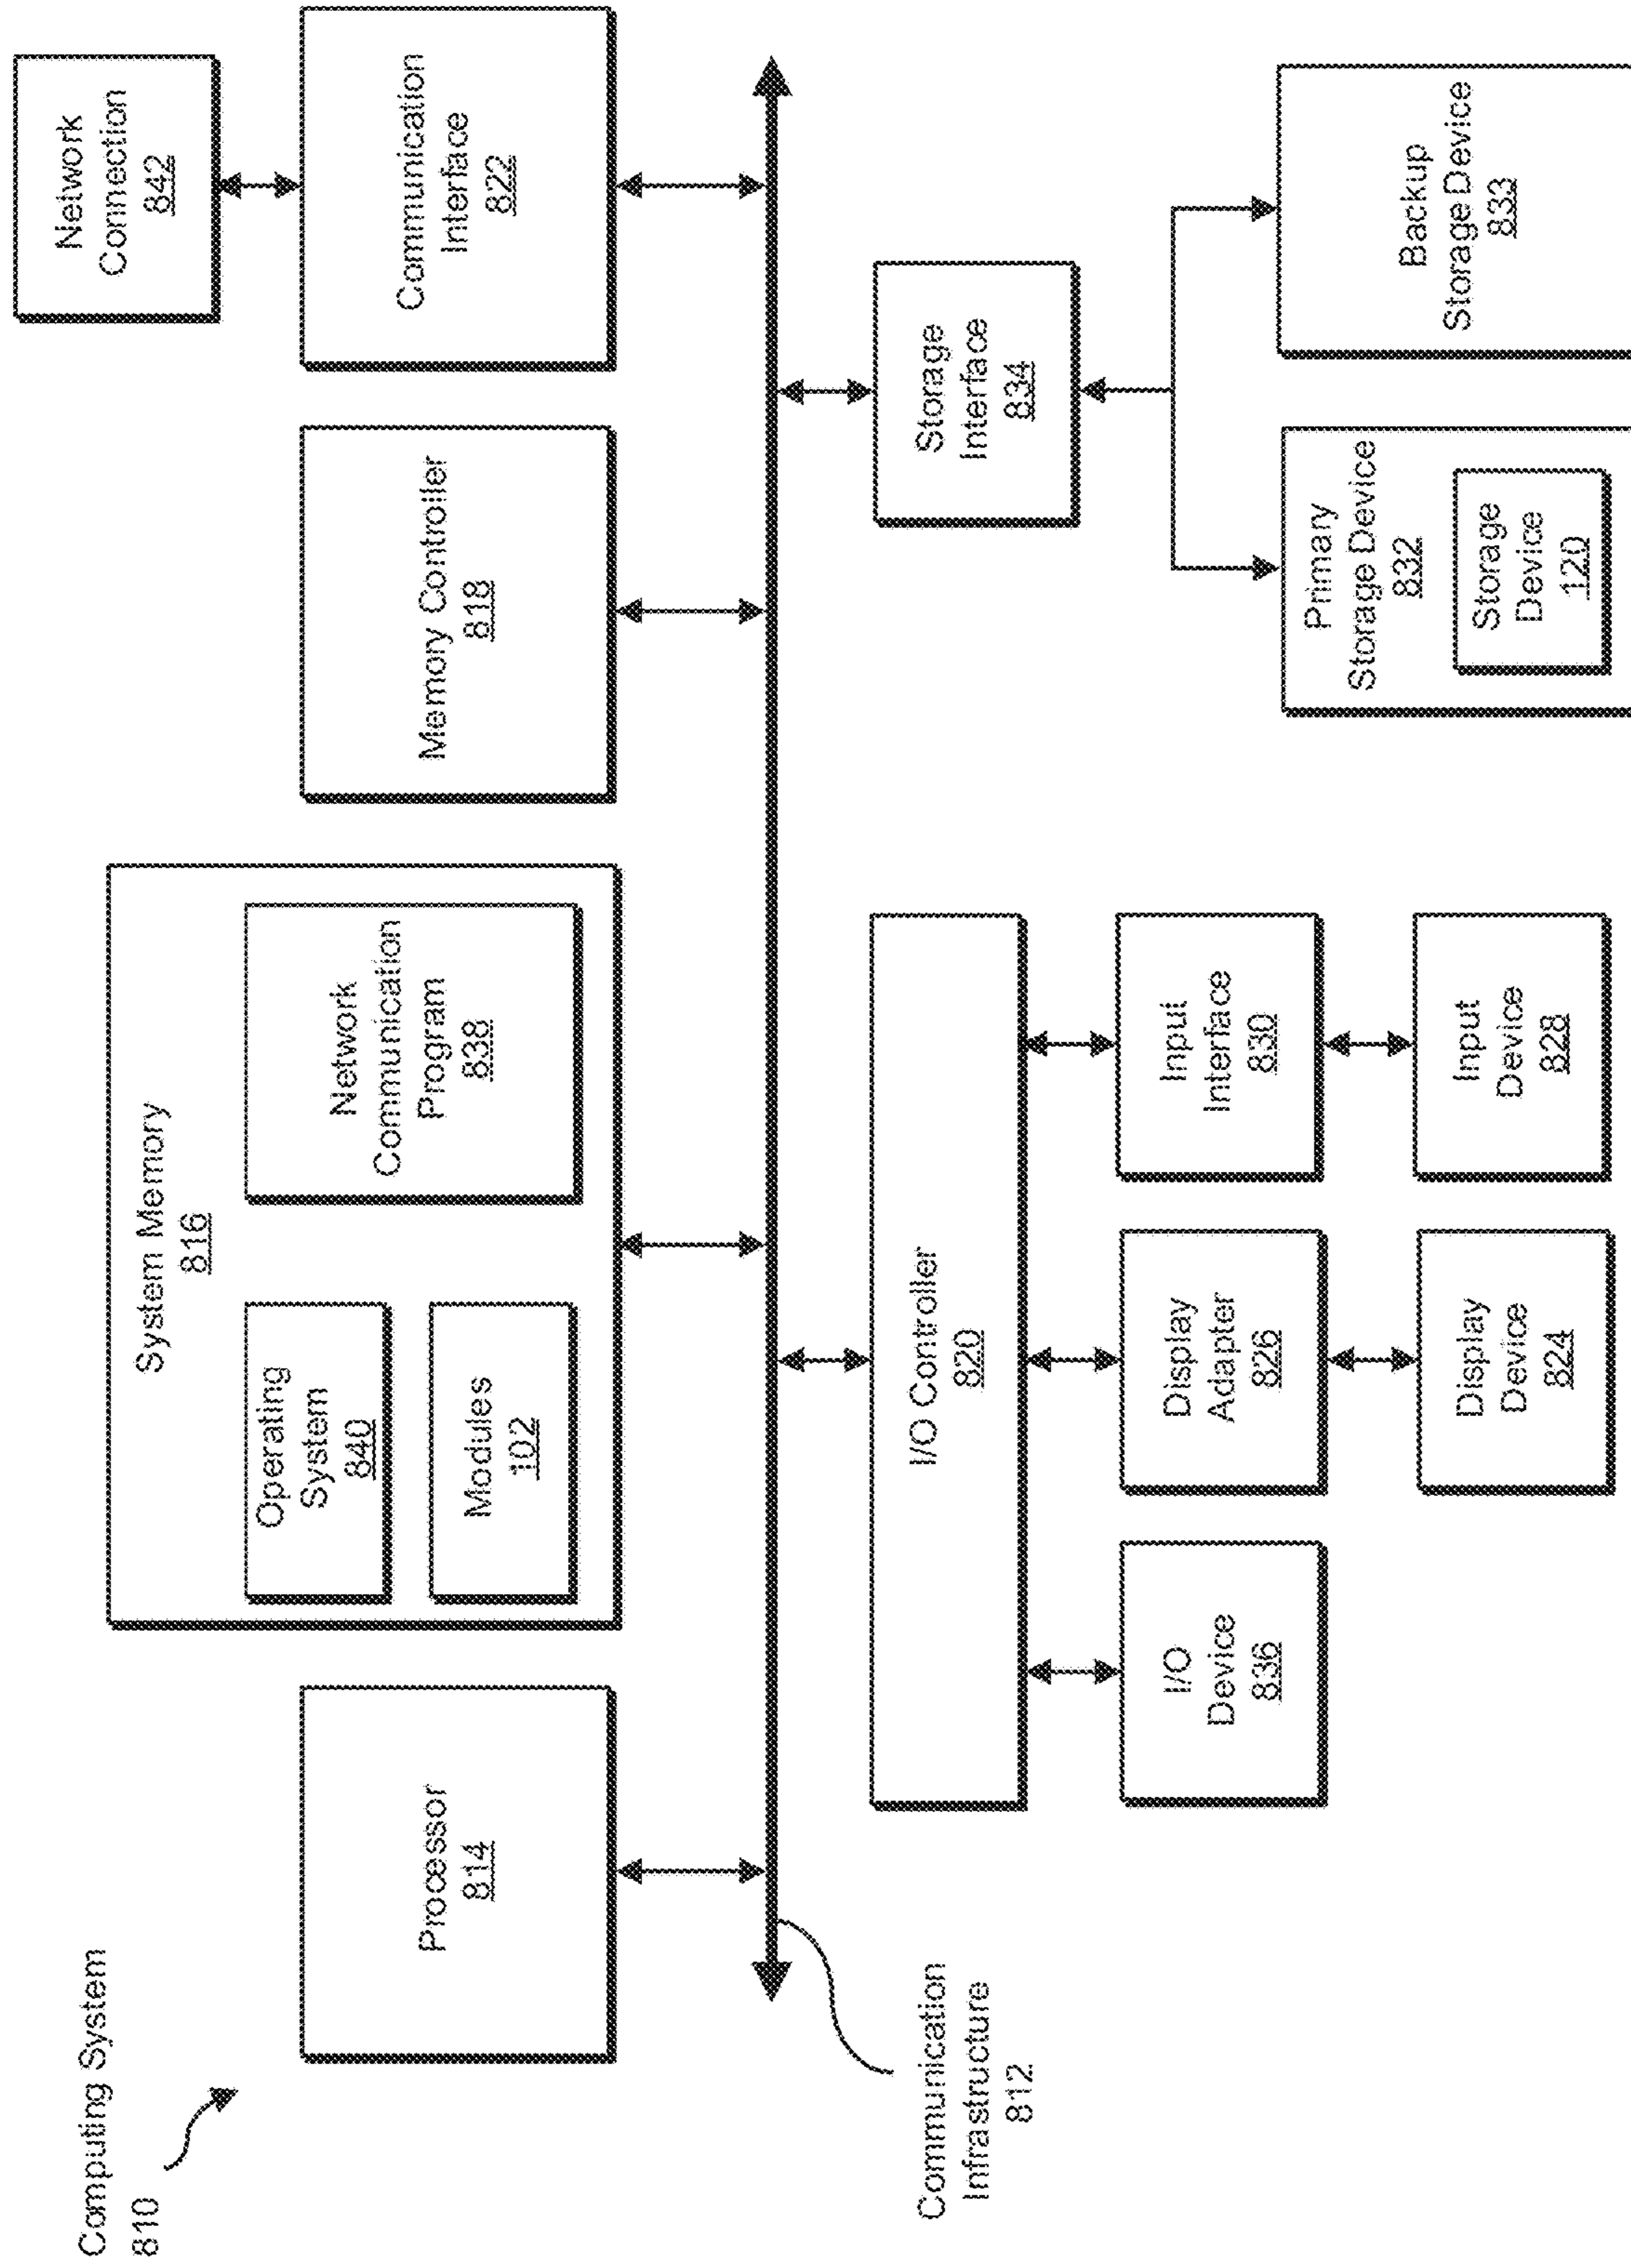 Computing System
810
Processor
814
System Memory
816
Operating
System
840
Modules
102
Network
Communication
Program
838
Memory Controller
818
Communication
Interface
822
Network
Connection
842
Communication
Infrastructure
812
I/O Controller
820
I/O
Device
836
Display
Adapter
826
Input
Interface
830
Display
Device
824
Input
Device
828
Storage
Interface
834
Primary
Storage Device
832
Storage
Device
120
Backup
Storage Device
833